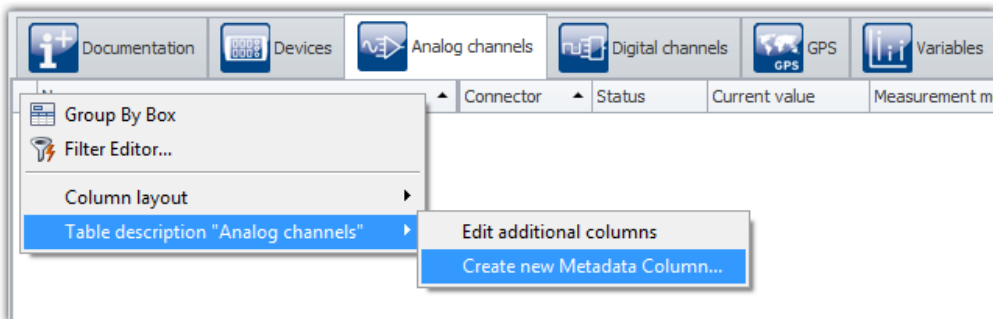 Documentation Devices Analog channels Digital channels GPS GPS Variables
Connector Status Current value Measurement m
Group By Box
Filter Editor...
Column layout
Table description "Analog channels"
Edit additional columns
Create new Metadata Column...